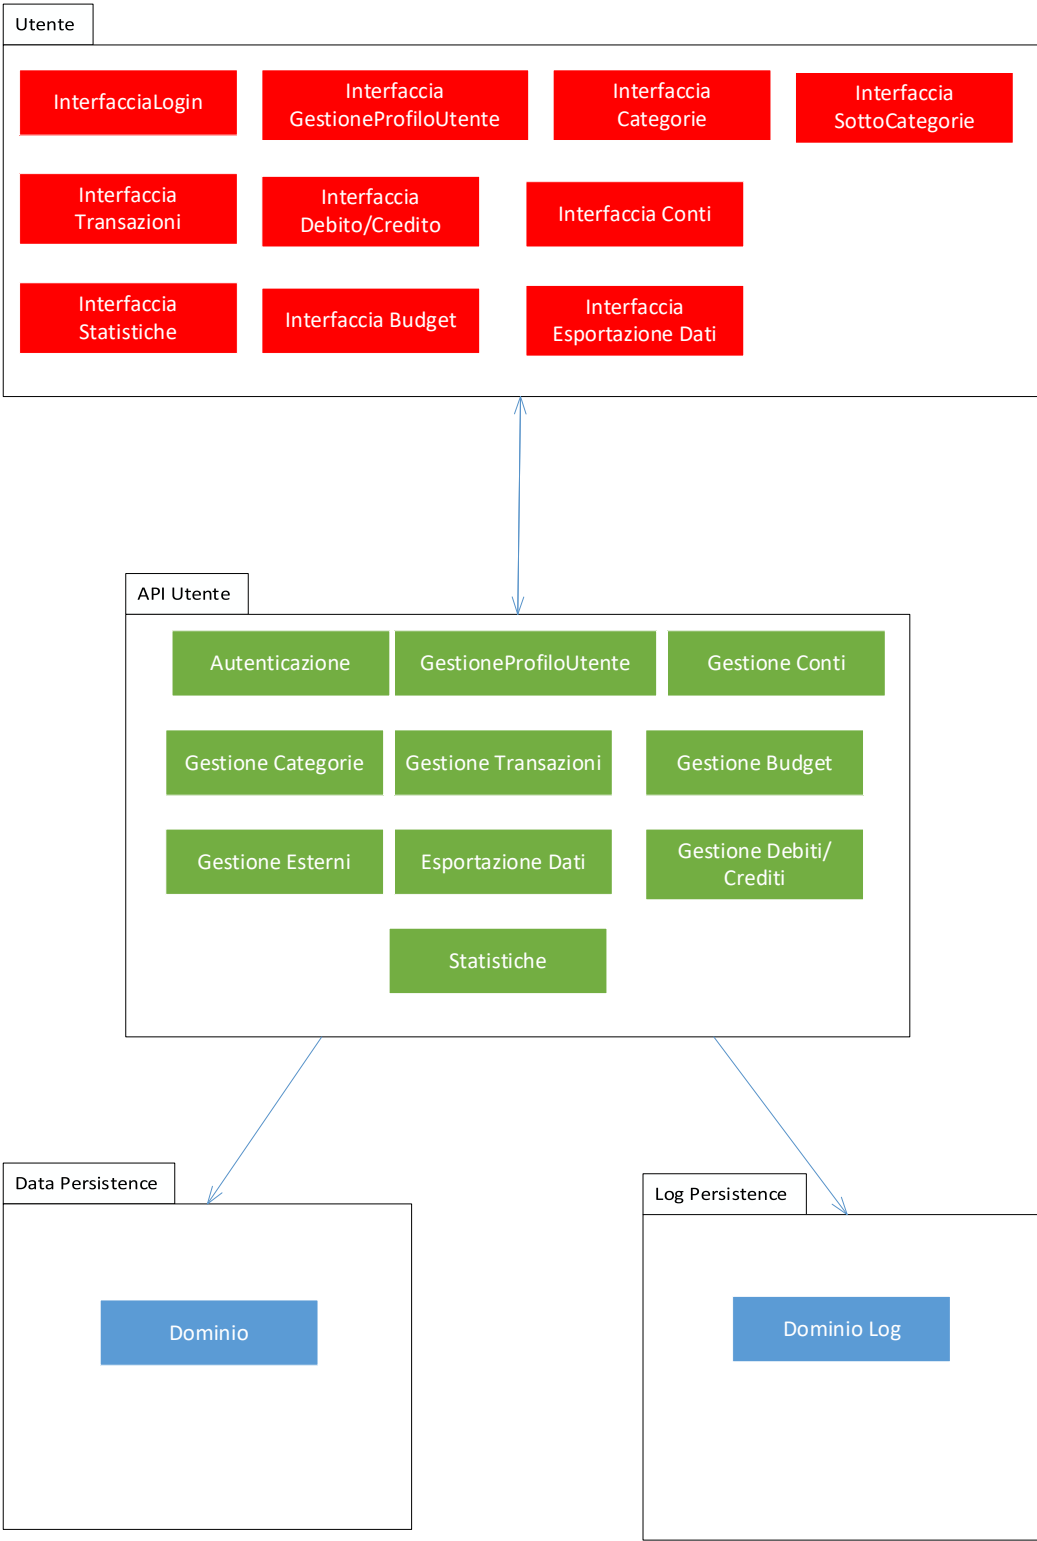 Utente
InterfacciaLogin
Interfaccia
GestioneProfiloUtente
Interfaccia
Categorie
Interfaccia
SottoCategorie
Interfaccia
Transazioni
Interfaccia
Debito/Credito
Interfaccia Conti
Interfaccia
Statistiche
Interfaccia Budget
Interfaccia
Esportazione Dati
API Utente
Autenticazione
GestioneProfiloUtente
Gestione Conti
Gestione Categorie
Gestione Transazioni
Gestione Budget
Gestione Esterni
Esportazione Dati
Gestione Debiti/
Crediti
Statistiche
Data Persistence
Log Persistence
Dominio
Dominio Log